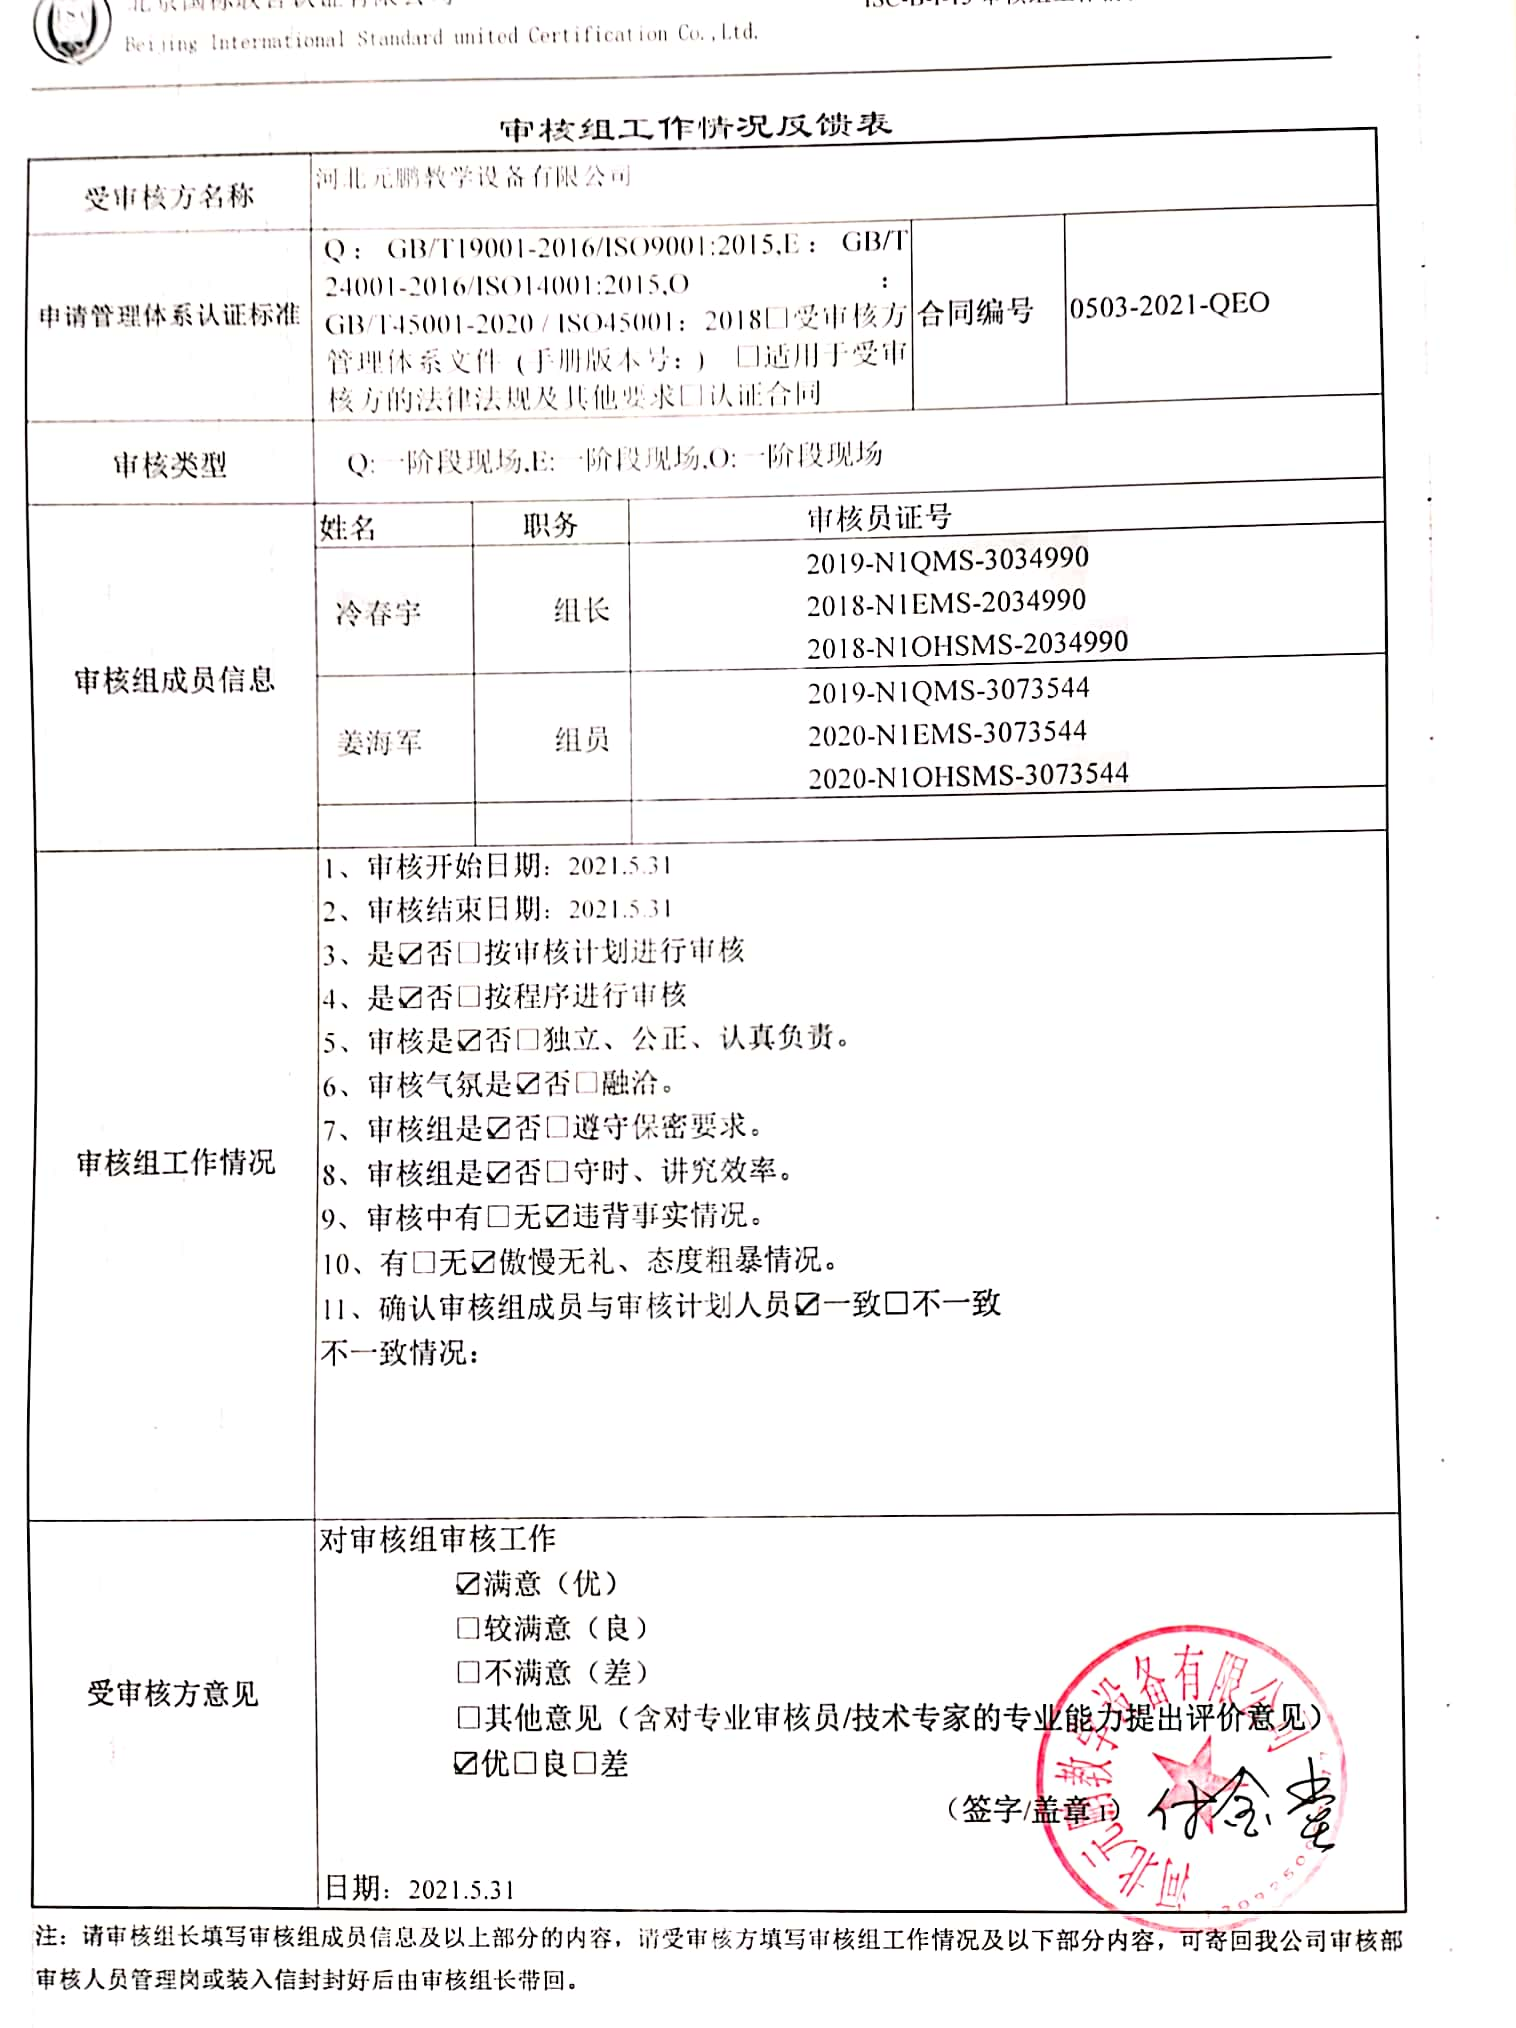 Beijing International Standard united Certification Co.,Ltd.
审核组工作情况反馈表
受审核方名称
河北元鹏教学设备有限公司
申请管理体系认证标准
Q： GB/T19001-2016/ISO9001:2015,E： GB/T
24001-2016/ISO14001:2015,O ：
GB/T45001-2020 / ISO45001：2018□受审核方
管理体系文件（手册版本号：） □适用于受审
核方的法律法规及其他要求□认证合同
合同编号
0503-2021-QEO
审核类型
Q:一阶段现场,E:一阶段现场,O:一阶段现场
审核组成员信息
姓名 职务 审核员证号
冷春宇 组长
2019-N1QMS-3034990
2018-N1EMS-2034990
2018-N1OHSMS-2034990
姜海军 组员
2019-N1QMS-3073544
2020-N1EMS-3073544
2020-N1OHSMS-3073544
审核组工作情况
1、审核开始日期：2021.5.31
2、审核结束日期：2021.5.31
3、是☑否□按审核计划进行审核
4、是☑否□按程序进行审核
5、审核是☑否□独立、公正、认真负责。
6、审核气氛是☑否□融洽。
7、审核组是☑否□遵守保密要求。
8、审核组是☑否□守时、讲究效率。
9、审核中有□无☑违背事实情况。
10、有□无☑傲慢无礼、态度粗暴情况。
11、确认审核组成员与审核计划人员☑一致□不一致
不一致情况：
受审核方意见
对审核组审核工作
☑满意（优）
□较满意（良）
□不满意（差）
□其他意见（含对专业审核员/技术专家的专业能力提出评价意见）
☑优□良□差
（签字/盖章）
河北元鹏教学设备有限公司
日期：2021.5.31
注：请审核组长填写审核组成员信息及以上部分的内容，请受审核方填写审核组工作情况及以下部分内容，可寄回我公司审核部
审核人员管理岗或装入信封封好后由审核组长带回。